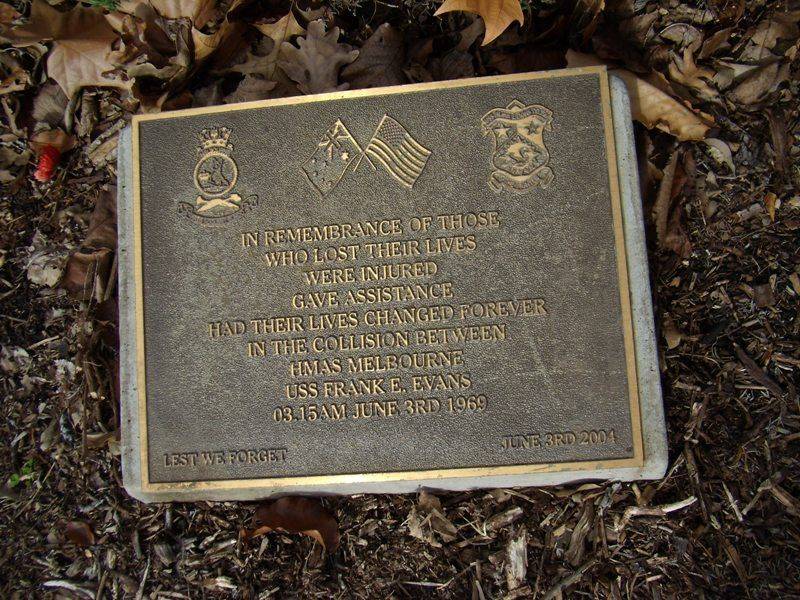 IN REMEMBRANCE OF THOSE
WHO LOST THEIR LIVES
WERE INJURED
GAVE ASSISTANCE
HAD THEIR LIVES CHANGED FOREVER
IN THE COLLISION BETWEEN
HMAS MELBOURNE
USS FRANK E. EVANS
03.15AM JUNE 3RD 1969
LEST WE FORGET
JUNE 3RD 2004